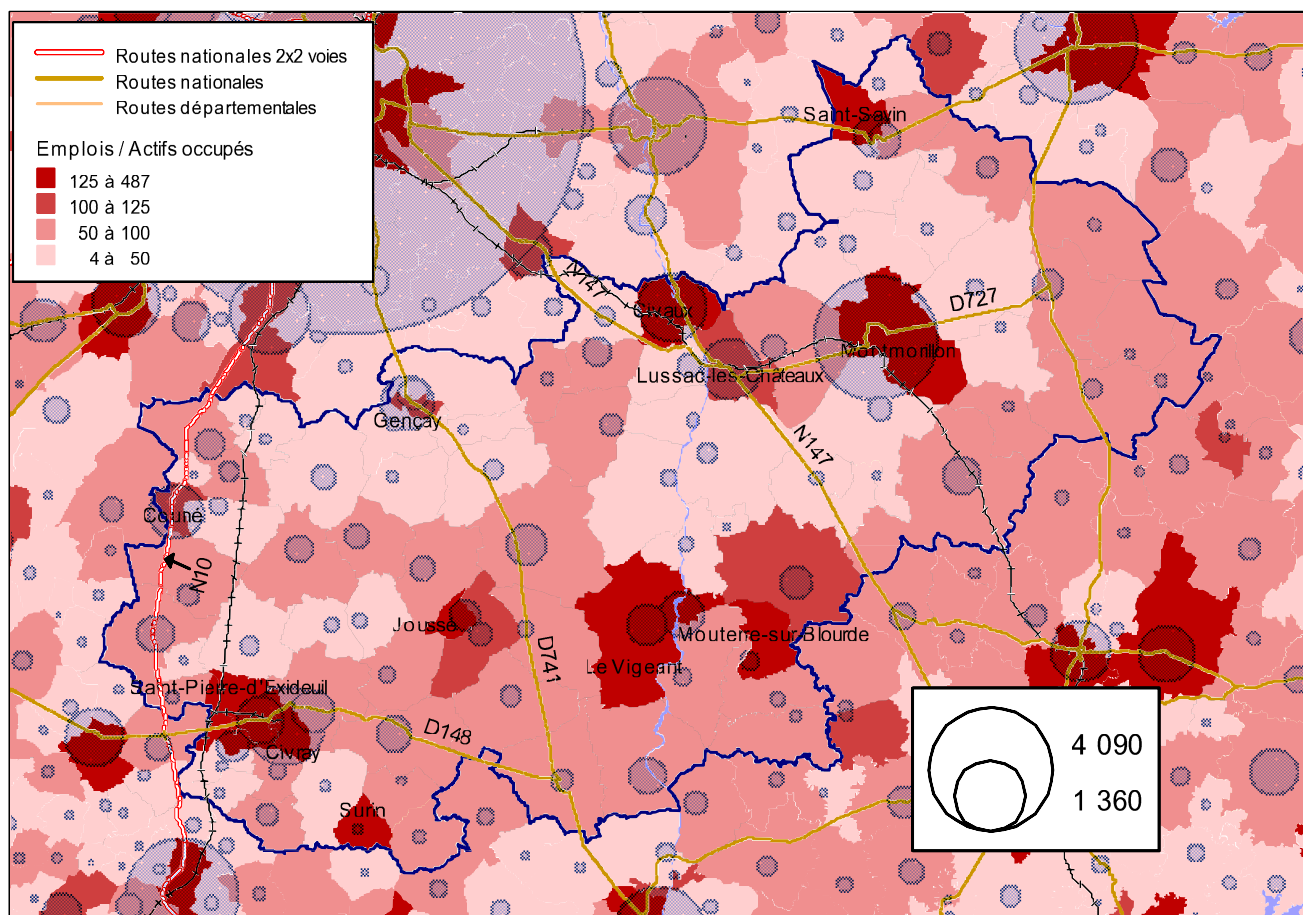 Routes nationales 2x2 voies
Routes nationales
Routes départementales
Emplois / Actifs occupés
125 à 487
100 à 125
50 à 100
4 à 50
Saint-Savin
N147
Civaux
D727
Montmorillon
Lussac-les-Châteaux
Gençay
N147
Couhé
N10
Joussé
Mouterre-sur-Blourde
D741
Le Vigeant
Saint-Pierre-d'Exideuil
D148
Civray
Surin
4 090
1 360